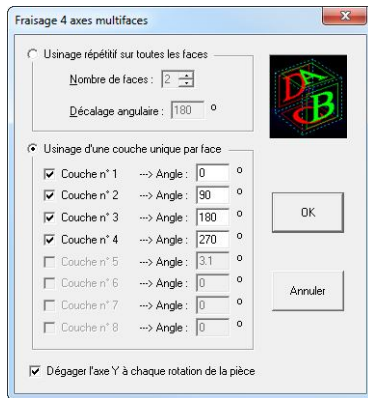 Fraisage 4 axes multifaces
Usinage répétitif sur toutes les faces
Nombre de faces : 2
Décalage angulaire : 180 °
Usinage d'une couche unique par face
Couche n° 1 ---> Angle : 0 °
Couche n° 2 ---> Angle : 90 °
Couche n° 3 ---> Angle : 180 °
Couche n° 4 ---> Angle : 270 °
Couche n° 5 ---> Angle : 3.1 °
Couche n° 6 ---> Angle : 0 °
Couche n° 7 ---> Angle : 0 °
Couche n° 8 ---> Angle : 0 °
Dégager l'axe Y à chaque rotation de la pièce
DAB
OK
Annuler